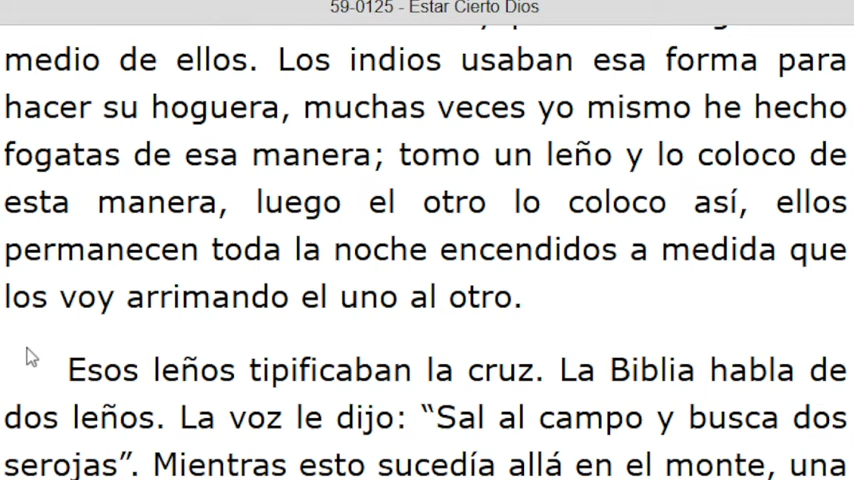 59-0125 - Estar Cierto Dios
medio de ellos. Los indios usaban esa forma para
hacer su hoguera, muchas veces yo mismo he hecho
fogatas de esa manera; tomo un leño y lo coloco de
esta manera, luego el otro lo coloco así, ellos
permanecen toda la noche encendidos a medida que
los voy arrimando el uno al otro.
Esos leños tipificaban la cruz. La Biblia habla de
dos leños. La voz le dijo: “Sal al campo y busca dos
serojas”. Mientras esto sucedía allá en el monte, una